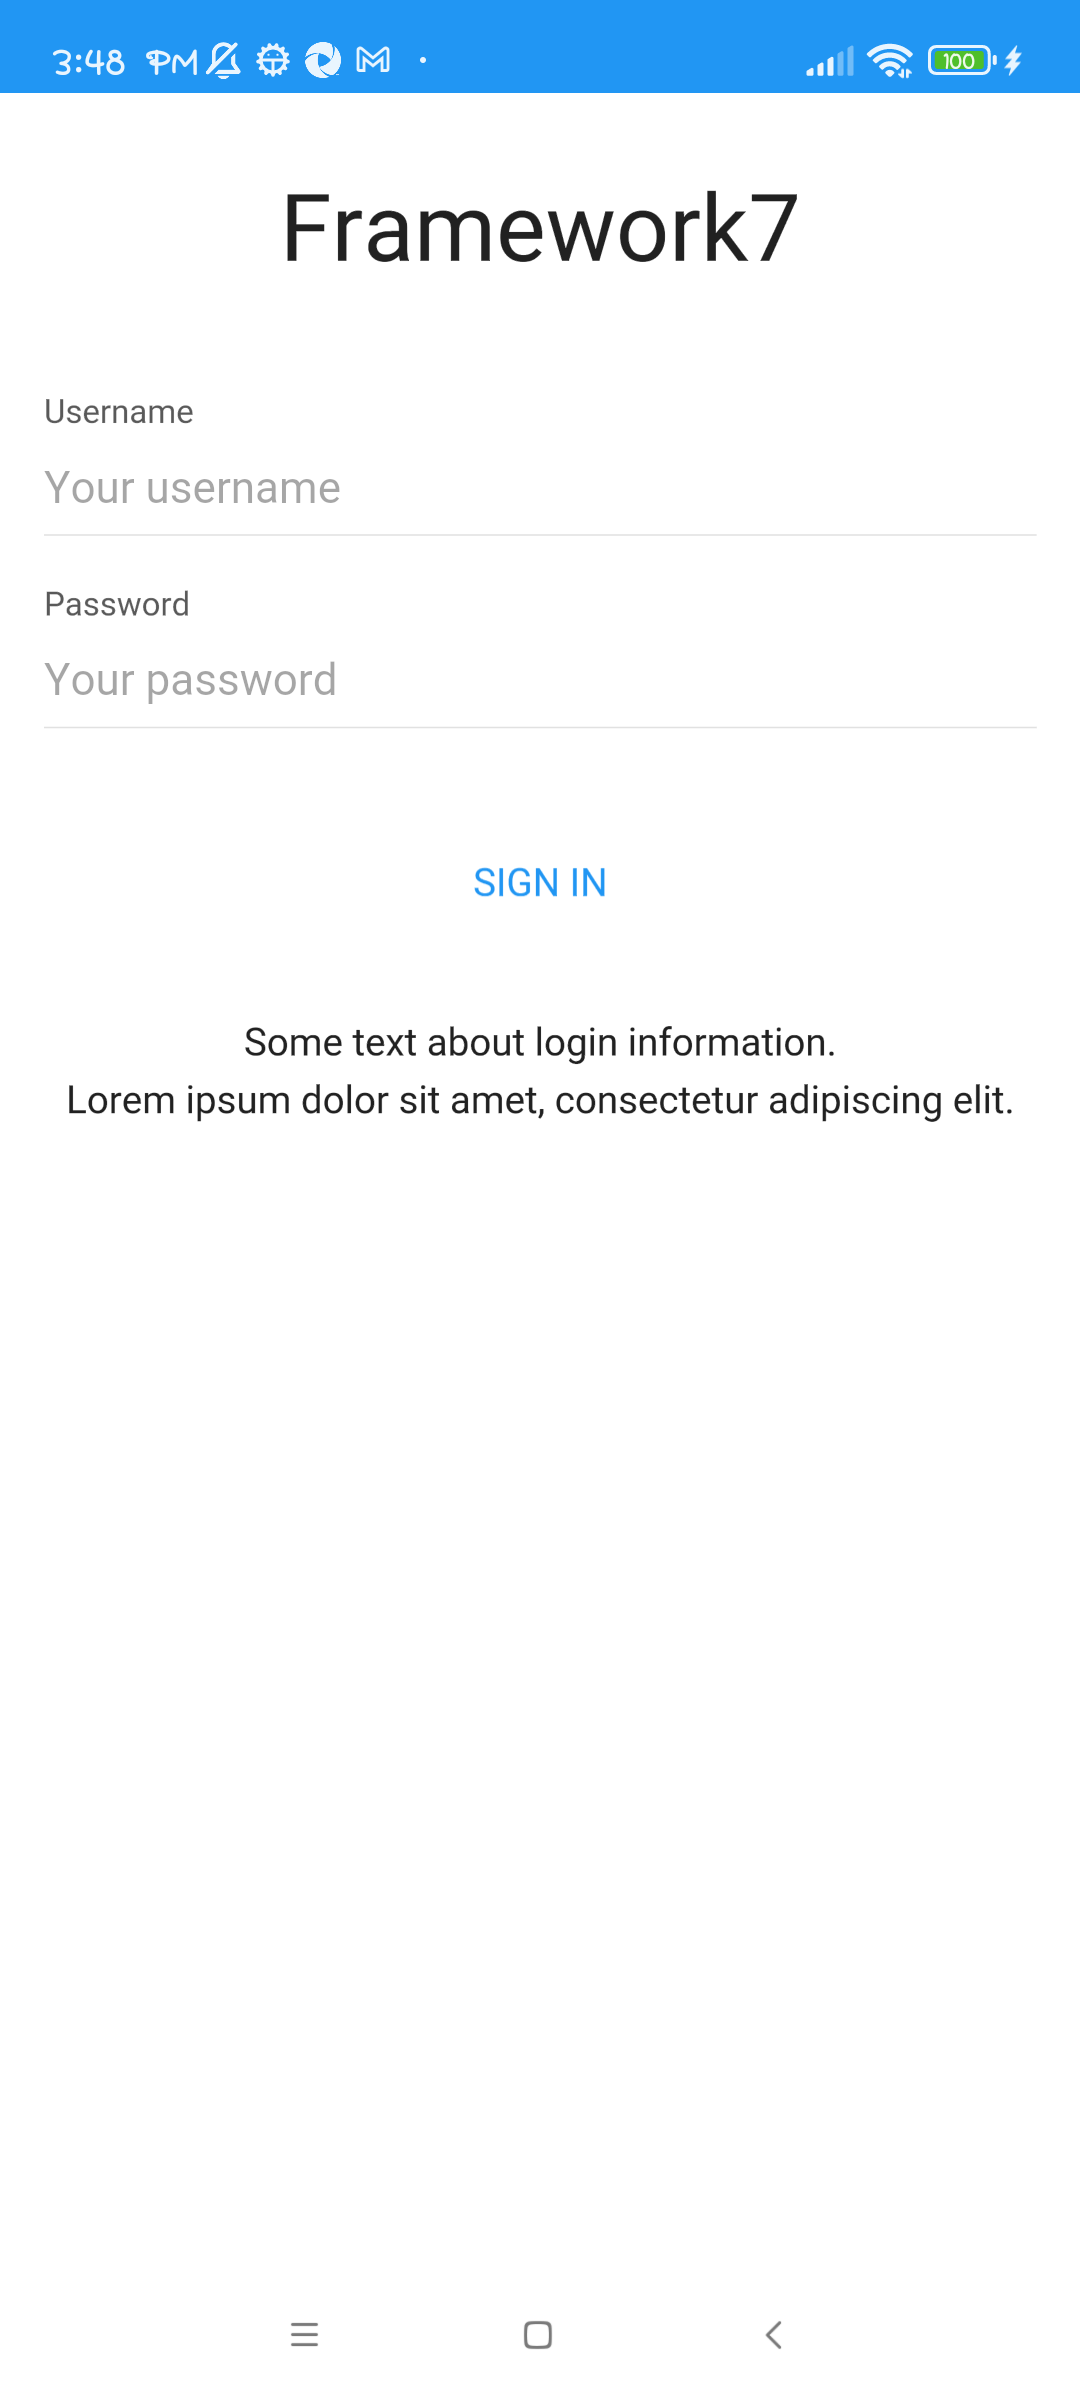 3:48 PM
100
Framework7
Username
Your username
Password
Your password
SIGN IN
Some text about login information.
Lorem ipsum dolor sit amet, consectetur adipiscing elit.